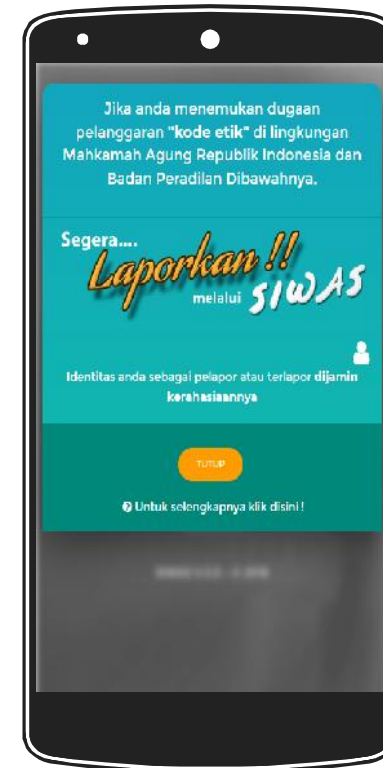 Jika anda menemukan dugaan
pelanggaran "kode etik" di lingkungan
Mahkamah Agung Republik Indonesia dan
Badan Peradilan Dibawahnya.
Segera....
Laporkan !!
melalui SIWAS
Identitas anda sebagai pelapor atau terlapor dijamin
kerahasiaannya
TUTUP
Untuk selengkapnya klik disini !